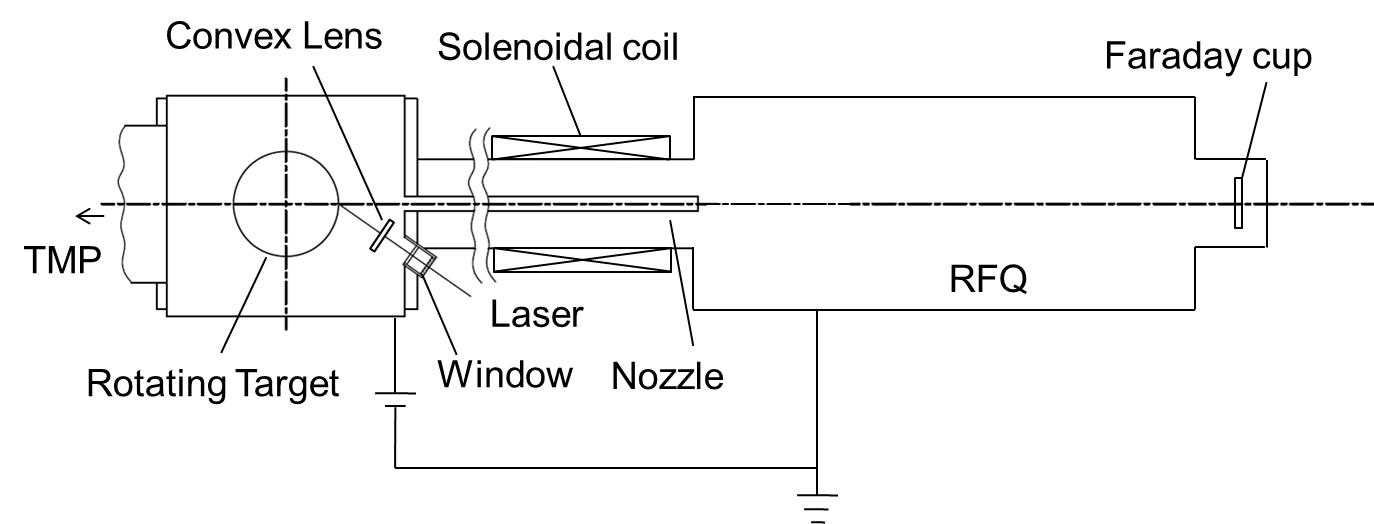 Convex Lens
Solenoidal coil
Faraday cup
TMP
RFQ
Laser
Rotating Target
Window
Nozzle